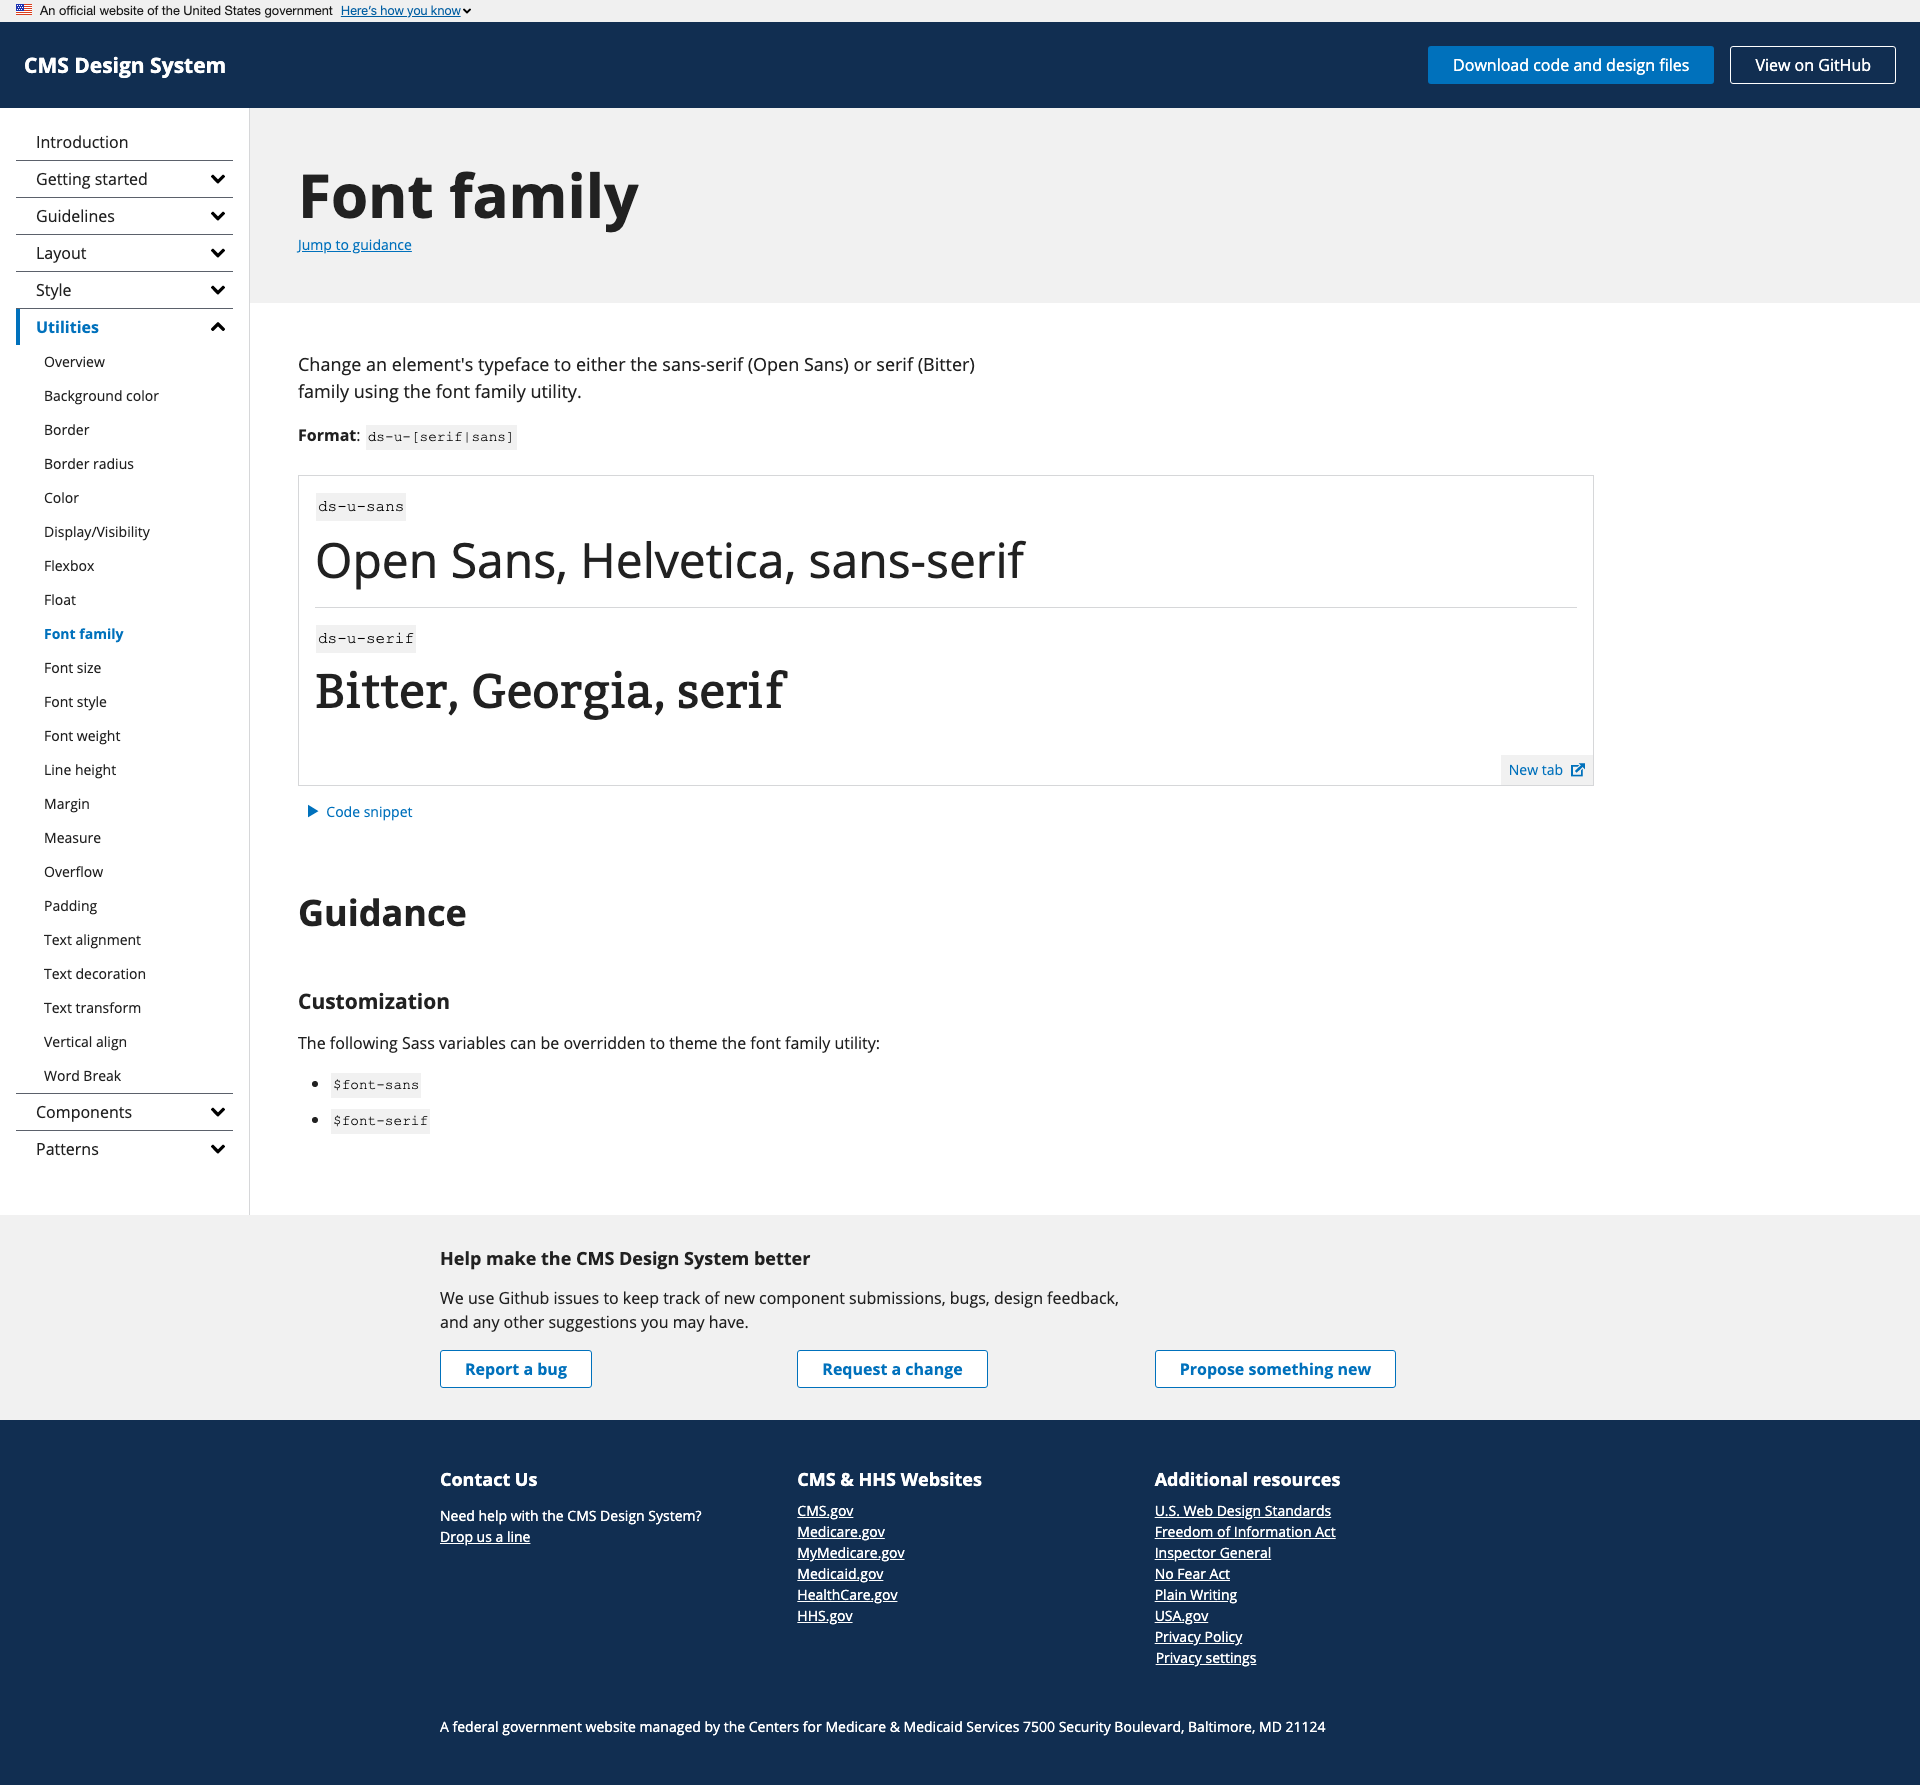 An official website of the United States government Here's how you know
CMS Design System
Download code and design files
View on GitHub
Introduction
Getting started
Guidelines
Layout
Style
Utilities
Overview
Background color
Border
Border radius
Color
Display/Visibility
Flexbox
Float
Font family
Font size
Font style
Font weight
Line height
Margin
Measure
Overflow
Padding
Text alignment
Text decoration
Text transform
Vertical align
Word Break
Components
Patterns
Font family
Jump to guidance
Change an element's typeface to either the sans-serif (Open Sans) or serif (Bitter)
family using the font family utility.
Format: ds-u-[serif|sans]
ds-u-sans
Open Sans, Helvetica, sans-serif
ds-u-serif
Bitter, Georgia, serif
New tab
Code snippet
Guidance
Customization
The following Sass variables can be overridden to theme the font family utility:
• $font-sans
• $font-serif
Help make the CMS Design System better
We use Github issues to keep track of new component submissions, bugs, design feedback,
and any other suggestions you may have.
Report a bug
Request a change
Propose something new
Contact Us
Need help with the CMS Design System?
Drop us a line
CMS & HHS Websites
CMS.gov
Medicare.gov
MyMedicare.gov
Medicaid.gov
HealthCare.gov
HHS.gov
Additional resources
U.S. Web Design Standards
Freedom of Information Act
Inspector General
No Fear Act
Plain Writing
USA.gov
Privacy Policy
Privacy settings
A federal government website managed by the Centers for Medicare & Medicaid Services 7500 Security Boulevard, Baltimore, MD 21124